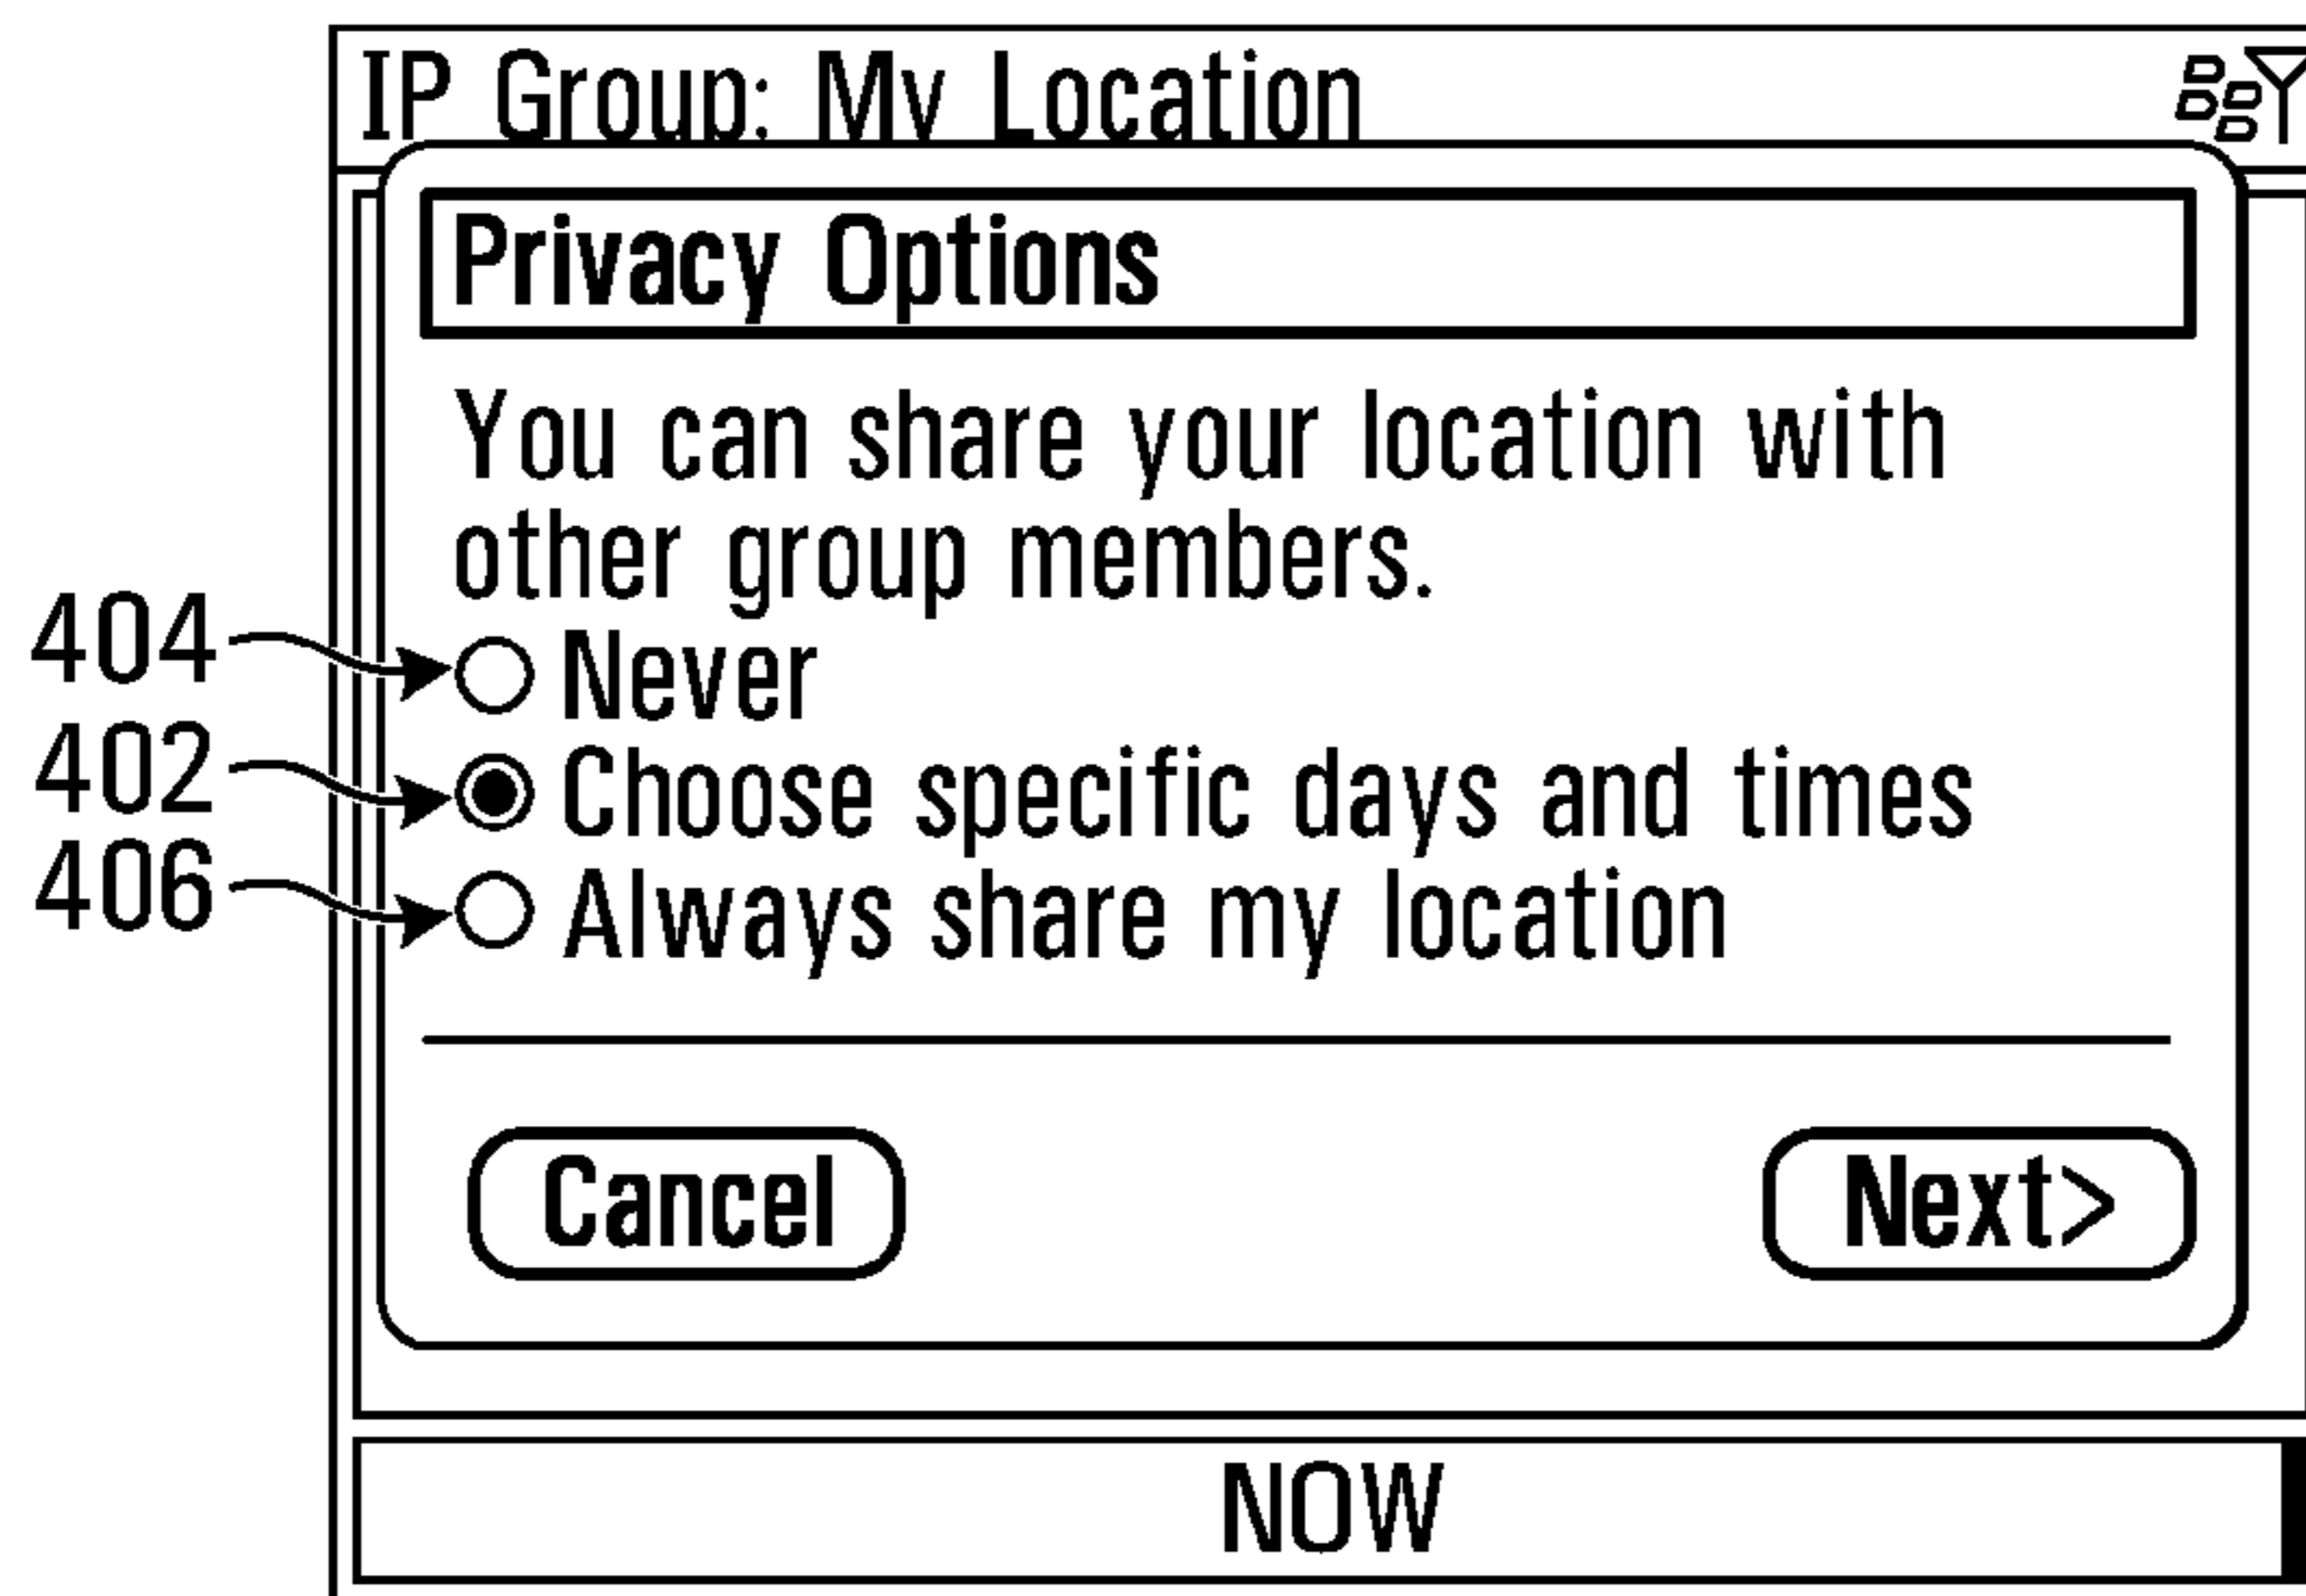 IP Group: My Location
Privacy Options
You can share your location with
other group members.
404 Never
402 Choose specific days and times
406 Always share my location
Cancel Next>
NOW